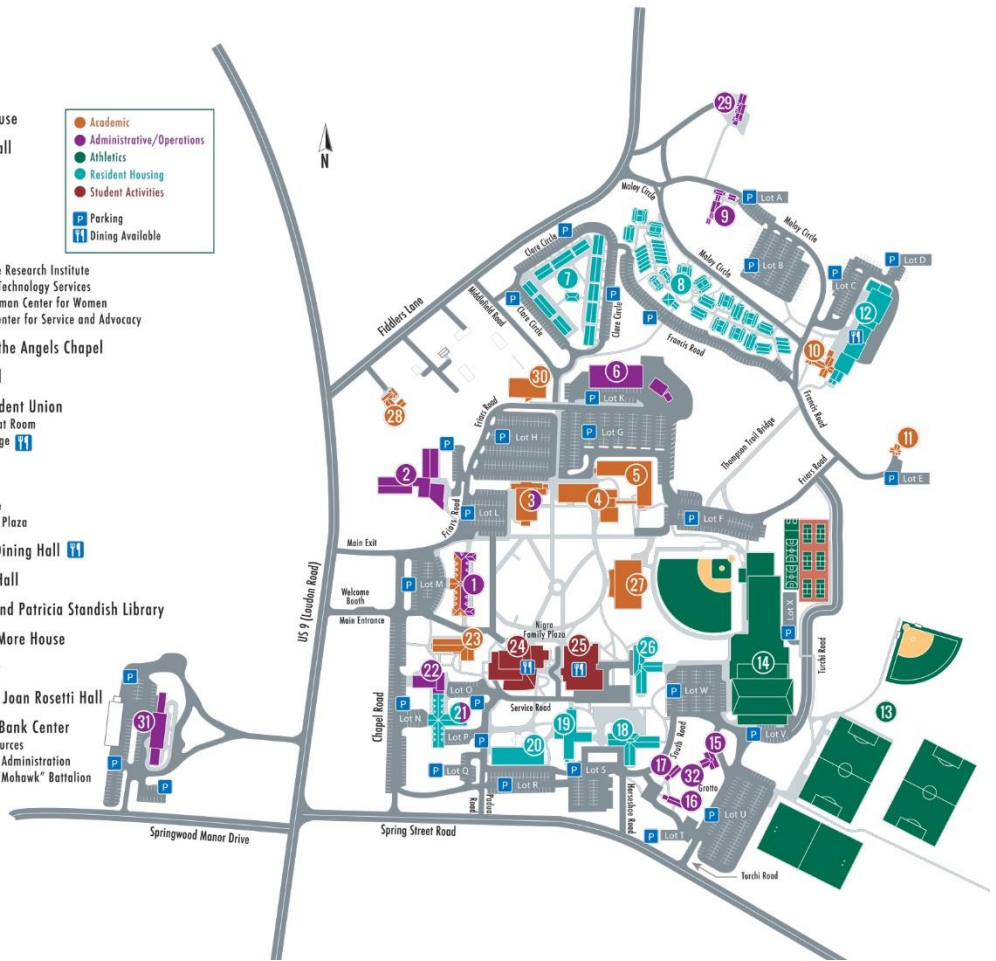 use
all
e Research Institute
Technology Services
man Center for Women
enter for Service and Advocacy
the Angels Chapel
dent Union
at Room
ge
Plaza
Dining Hall
Hall
nd Patricia Standish Library
More House
Joan Rosetti Hall
Bank Center
urces
Administration
Mohawk” Battalion
Academic
Administrative/Operations
Athletics
Resident Housing
Student Activities
P Parking
Dining Available
N
29
Maloy Circle
9
P Lot A
Maloy Circle
Clare Circle
P
7
8
Maloy Circle
P Lot B
P Lot D
P Lot C
12
Fiddlers Lane
Middlefield Road
P
Clare Circle
P
Clare Circle
P
Francis Road
10
6
P Lot K
30
28
Friars Road
P Lot H
P Lot G
Thompson Trail Bridge
Francis Road
11
P Lot E
Friars Road
P
2
5
4
3
P Lot L
Friars Road
P Lot F
Main Exit
P Lot M
1
27
Welcome
Booth
Main Entrance
US 9 (Loudon Road)
Nigro
Family Plaza
23
24
25
26
P
Lot X
14
Turchi Road
22
P
Lot O
P
Service Road
P Lot W
Chapel Road
Lot N
21
Lot P
P
19
18
South Road
P Lot V
13
31
P
P
P
20
P Lot Q
P Lot R
P Lot S
17
15
32
Grotto
16
P Lot U
Padua
Road
Horseshoe Road
P Lot T
Springwood Manor Drive
Spring Street Road
Turchi Road